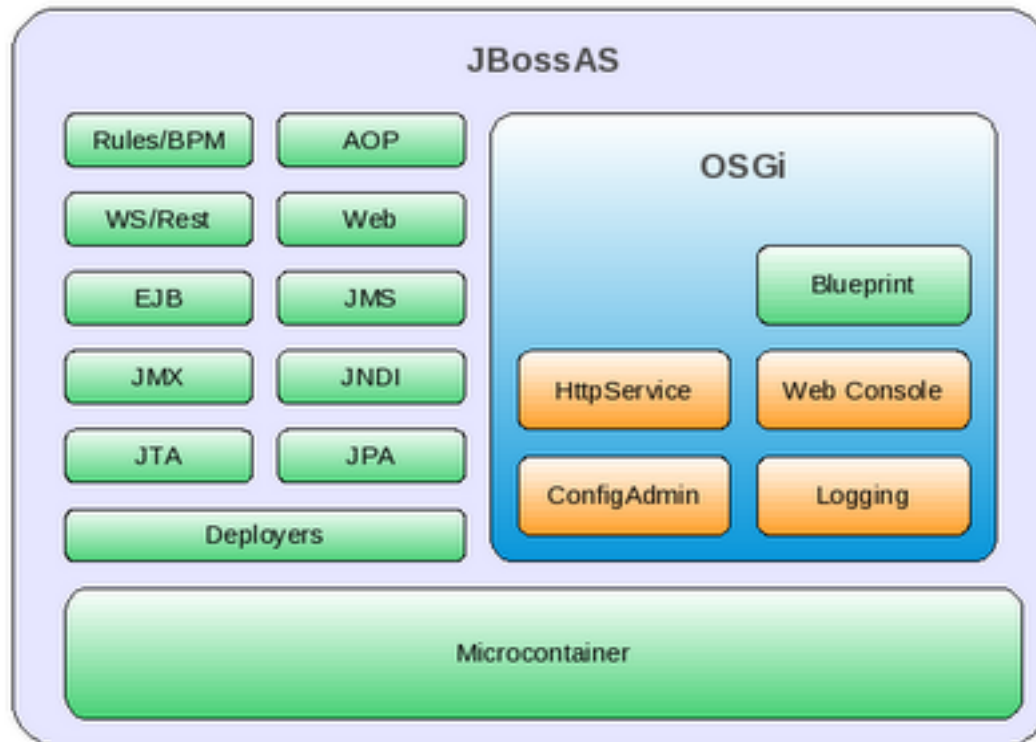 JBossAS
Rules/BPM
AOP
WS/Rest
Web
EJB
JMS
JMX
JNDI
JTA
JPA
Deployers
OSGi
Blueprint
HttpService
Web Console
ConfigAdmin
Logging
Microcontainer